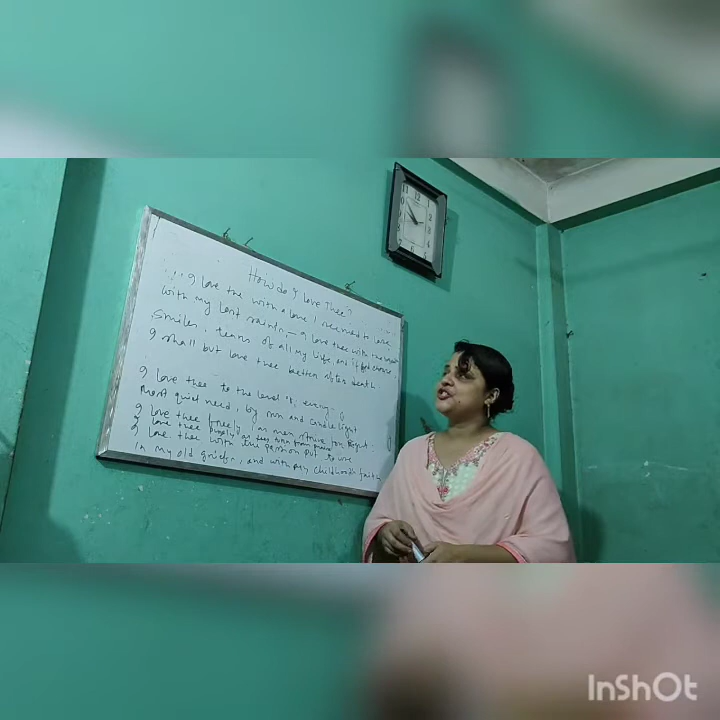 How do I Love Thee?
... I love thee with a love I seemed to lose
with my lost saints, – I love thee with the breath
Smiles, tears of all my life, and if God choose
I shall but love thee better after death
I love thee to the level of every
most quiet need, by sun and candle light
I love thee freely, as men strive for Right.
I love thee purely, as they turn from praise
I love thee with the passion put to use
In my old griefs, and with my childhood's faith
12
InShOt